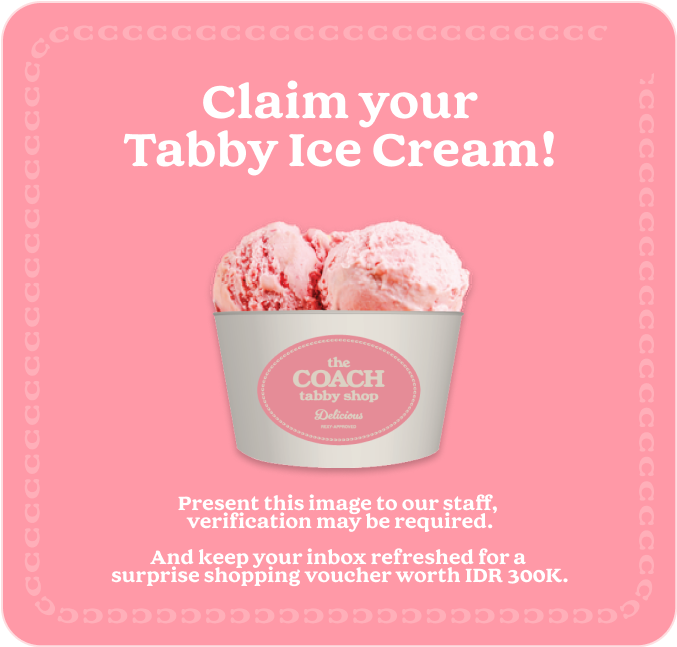 Claim your
Tabby Ice Cream!
the
COACH
tabby shop
Delicious
Present this image to our staff,
verification may be required.
And keep your inbox refreshed for a
surprise shopping voucher worth IDR 300K.